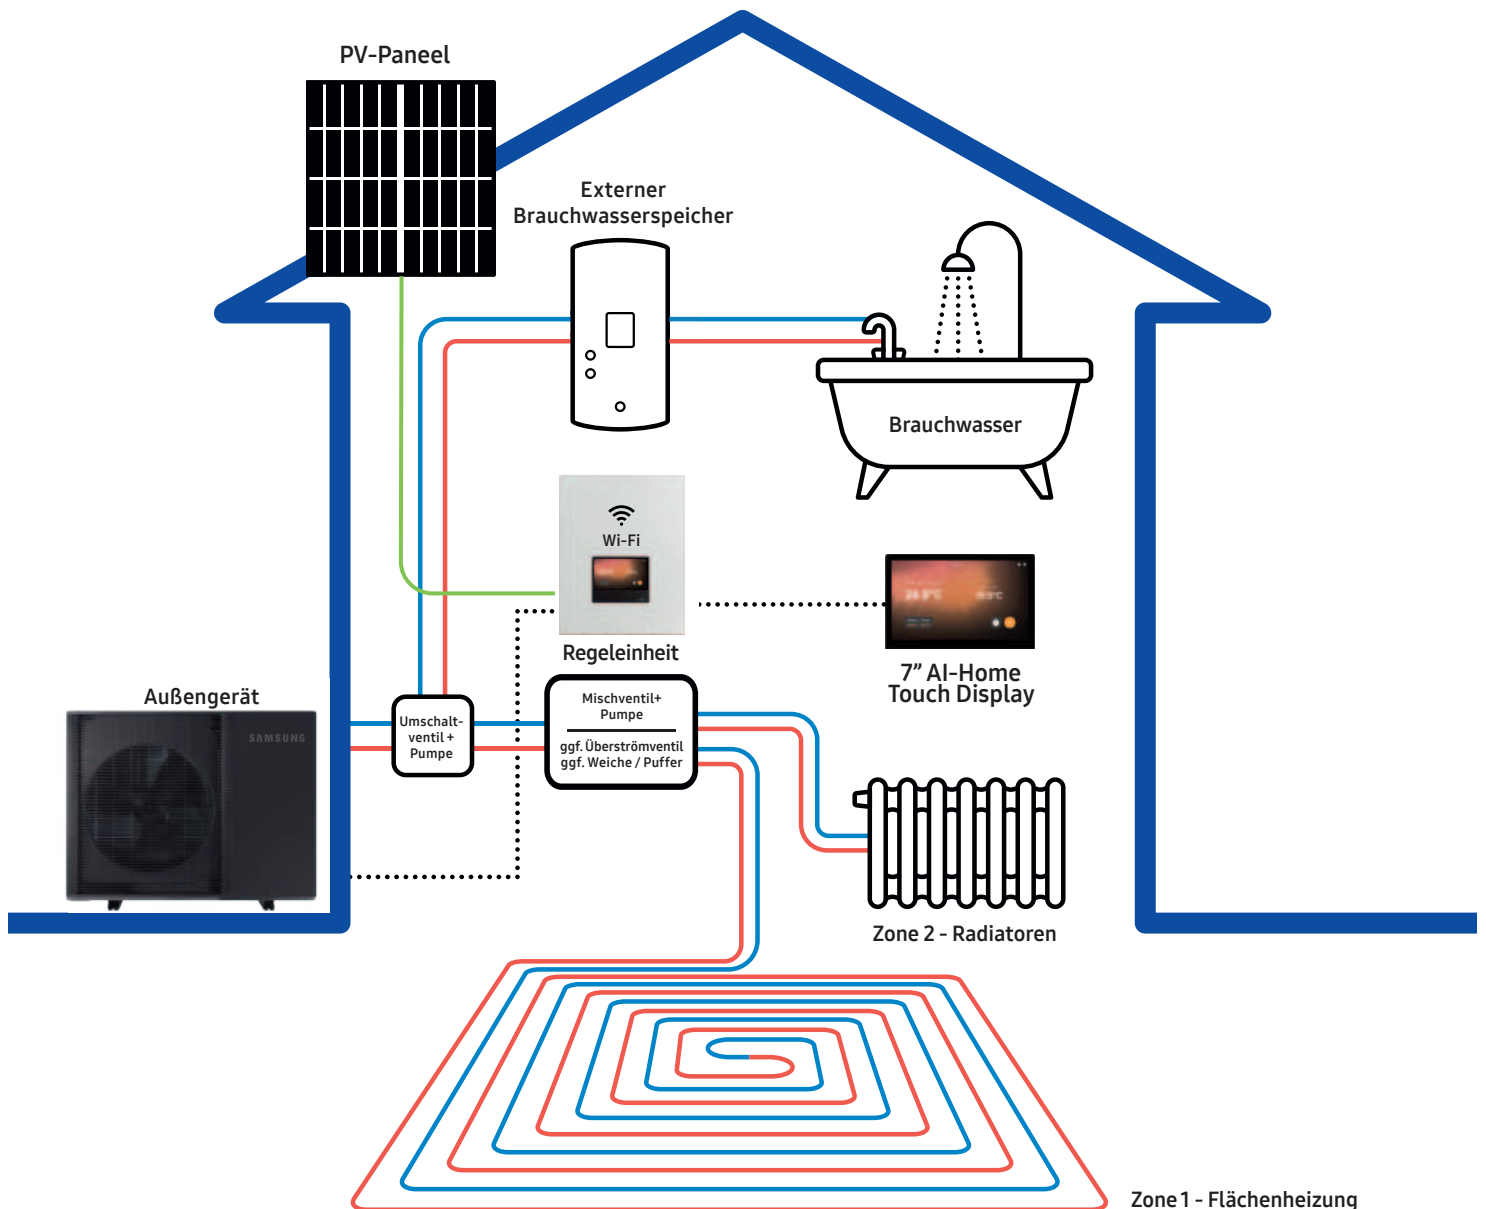 PV-Paneel
Externer
Brauchwasserspeicher
Brauchwasser
Wi-Fi
Regeleinheit
7” AI-Home
Touch Display
Außengerät
SAMSUNG
Umschalt-
ventil +
Pumpe
Mischventil+
Pumpe
ggf. Überströmventil
ggf. Weiche / Puffer
Zone 2 - Radiatoren
Zone 1 - Flächenheizung